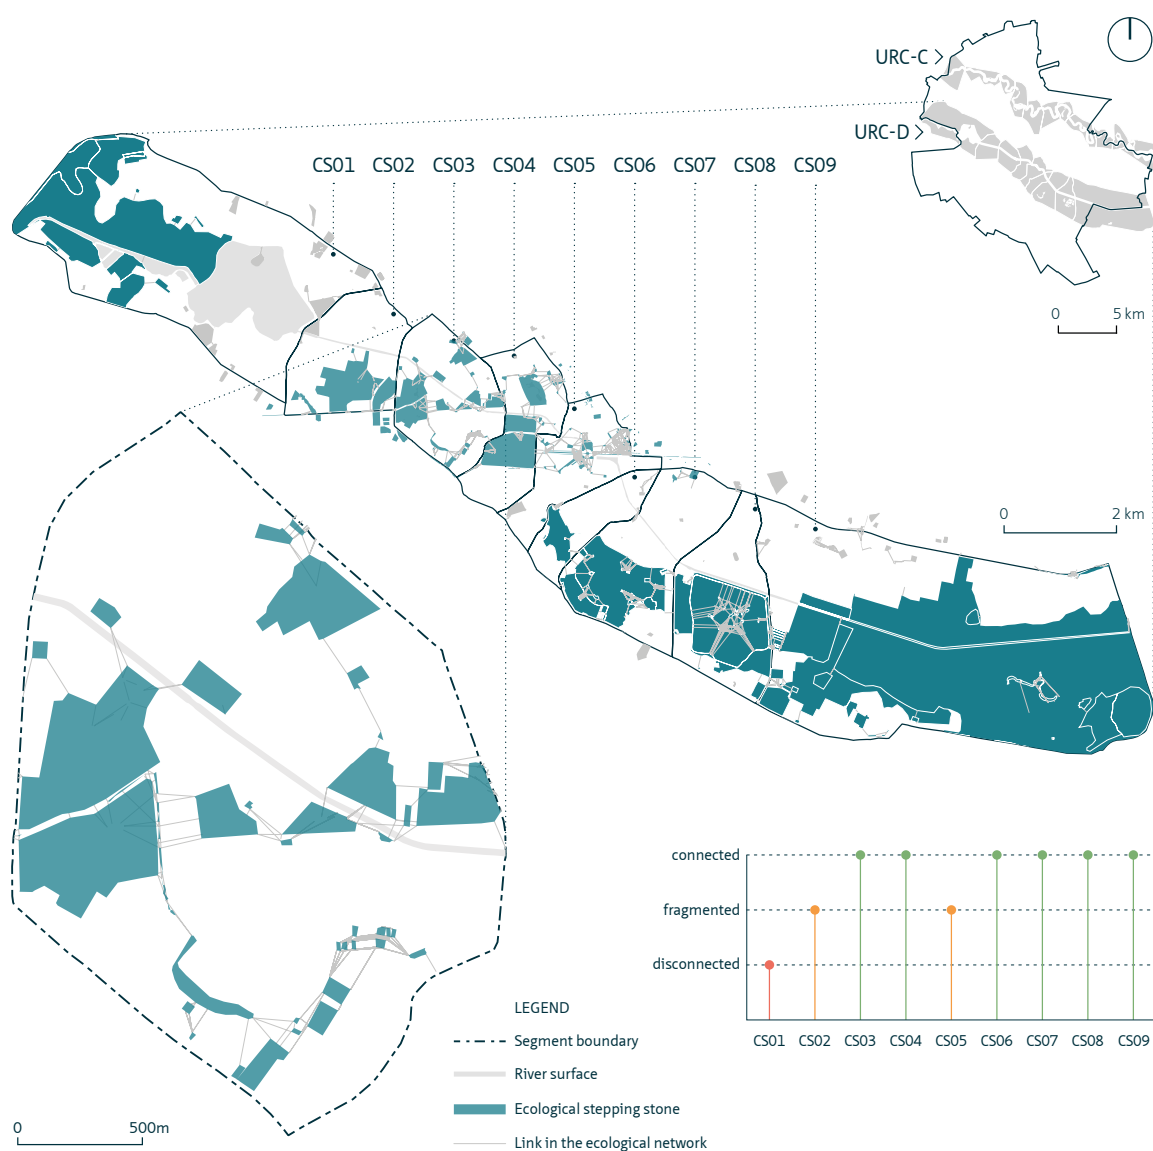 URC-C
URC-D
CS01 CS02 CS03 CS04 CS05 CS06 CS07 CS08 CS09
0 5 km
0 2 km
connected
fragmented
disconnected
CS01 CS02 CS03 CS04 CS05 CS06 CS07 CS08 CS09
LEGEND
Segment boundary
River surface
Ecological stepping stone
Link in the ecological network
0 500m